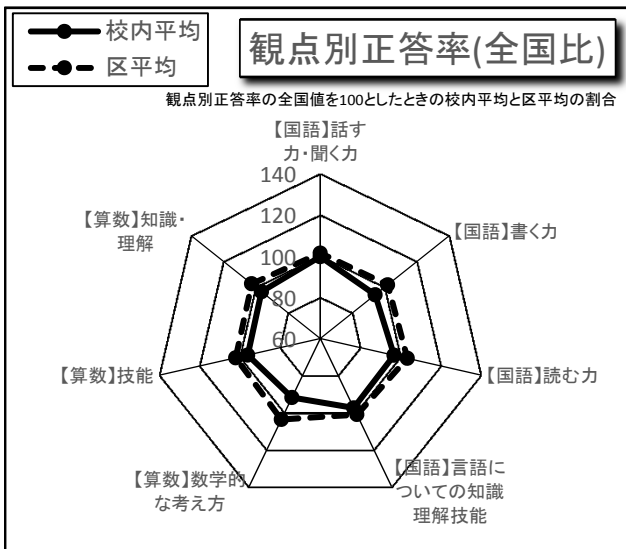 校内平均
区平均
観点別正答率(全国比)
観点別正答率の全国値を100としたときの校内平均と区平均の割合
【国語】話す
力・聞く力
【国語】書く力
【国語】読む力
【国語】言語に
ついての知識
理解技能
【算数】数学的
な考え方
【算数】技能
【算数】知識・
理解
140
120
100
80
60